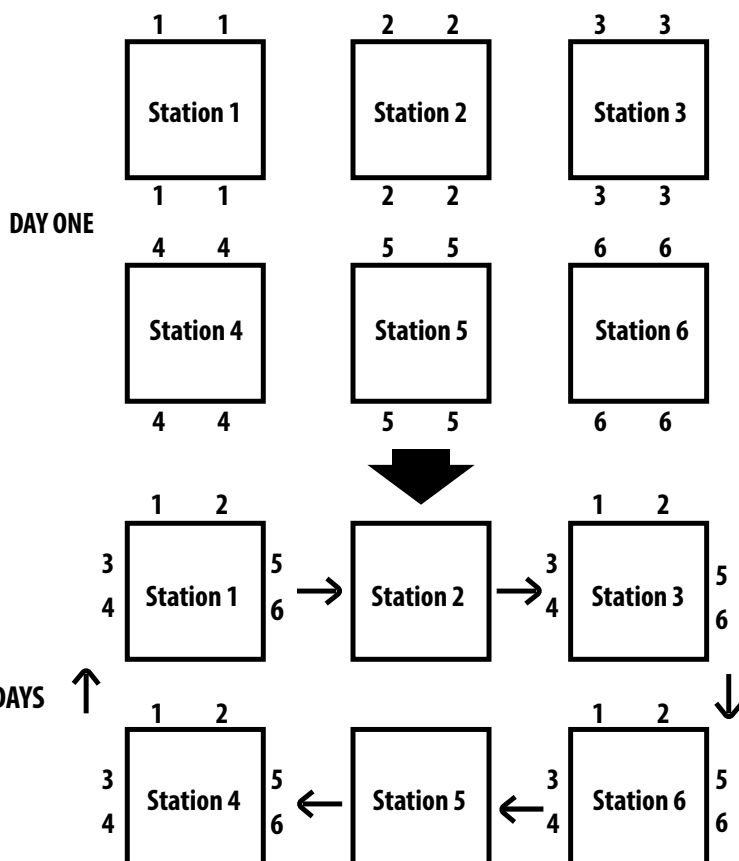 1 1 2 2 3 3
Station 1 Station 2 Station 3
1 1 2 2 3 3
DAY ONE
4 4 5 5 6 6
Station 4 Station 5 Station 6
4 4 5 5 6 6
1 2 1 2
3 5 3 5
Station 1 Station 2 Station 3
4 6 4 6
DAYS
1 2 1 2
3 5 3 5
Station 4 Station 5 Station 6
4 6 4 6